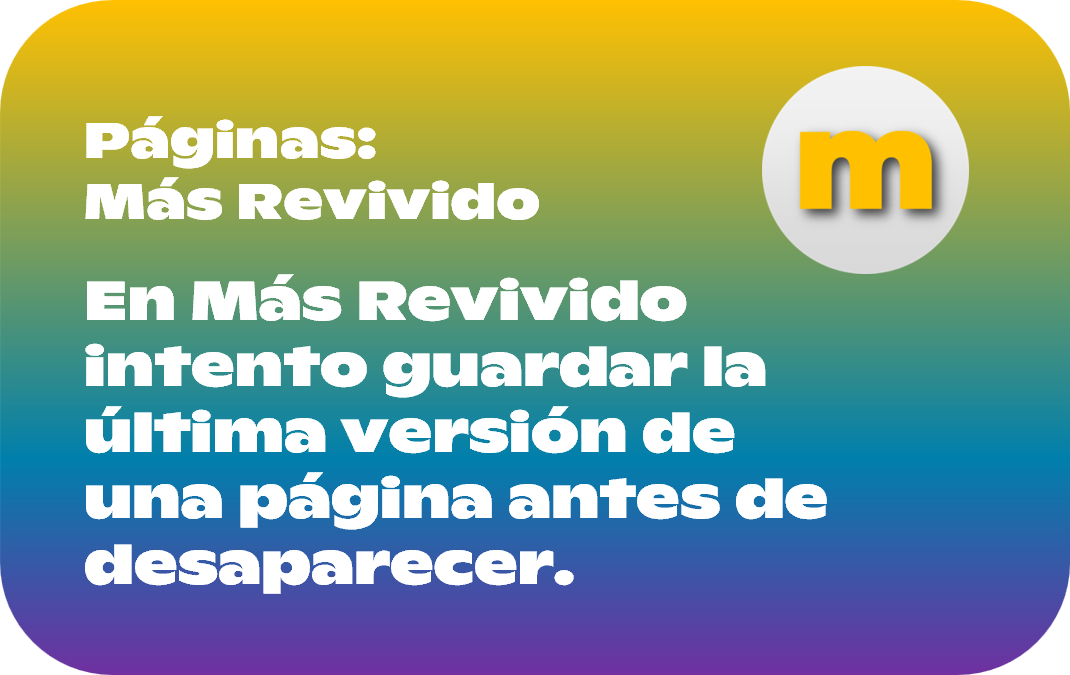 Páginas:
Más Revivido
m
En Más Revivido
intento guardar la
última versión de
una página antes de
desaparecer.